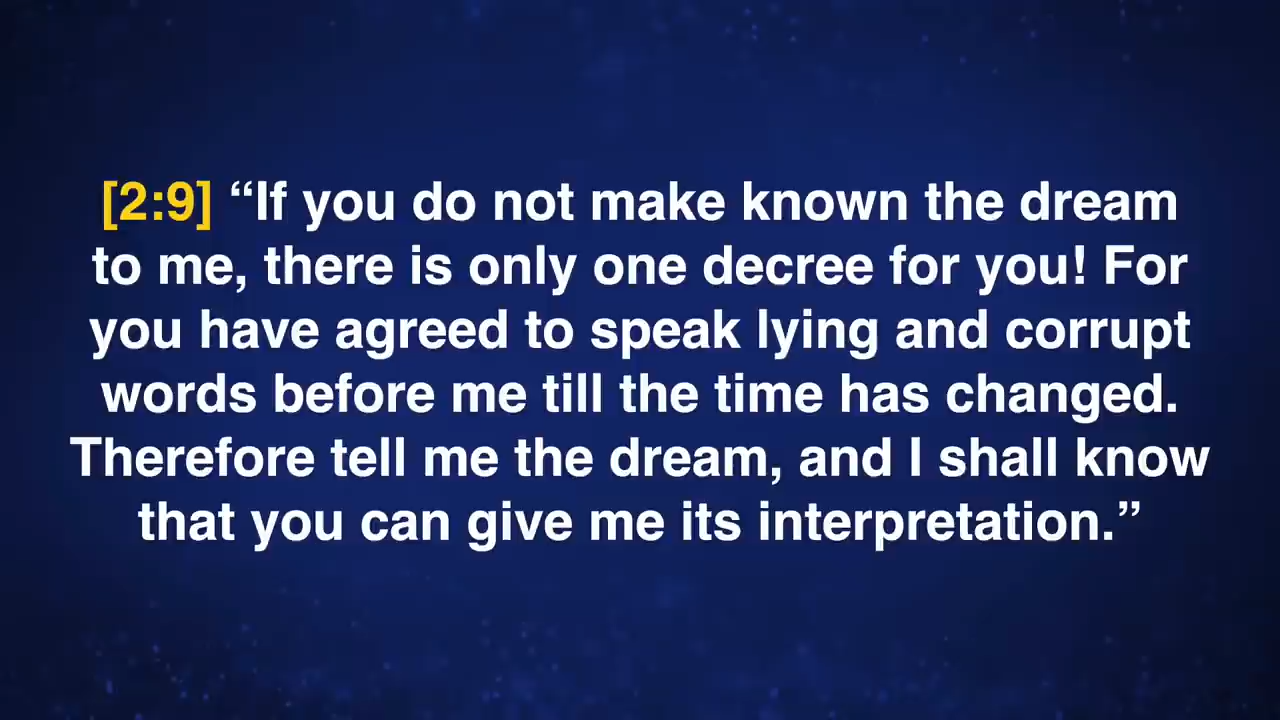 [2:9] “If you do not make known the dream
to me, there is only one decree for you! For
you have agreed to speak lying and corrupt
words before me till the time has changed.
Therefore tell me the dream, and I shall know
that you can give me its interpretation.”